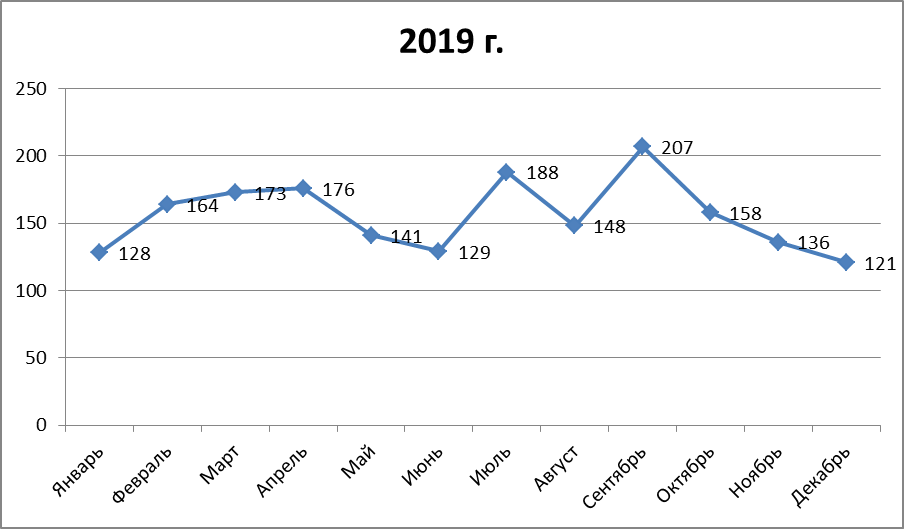 2019 г.
250
200
150
100
50
0
128
164
173
176
141
129
188
148
207
158
136
121
Январь
Февраль
Март
Апрель
Май
Июнь
Июль
Август
Сентябрь
Октябрь
Ноябрь
Декабрь